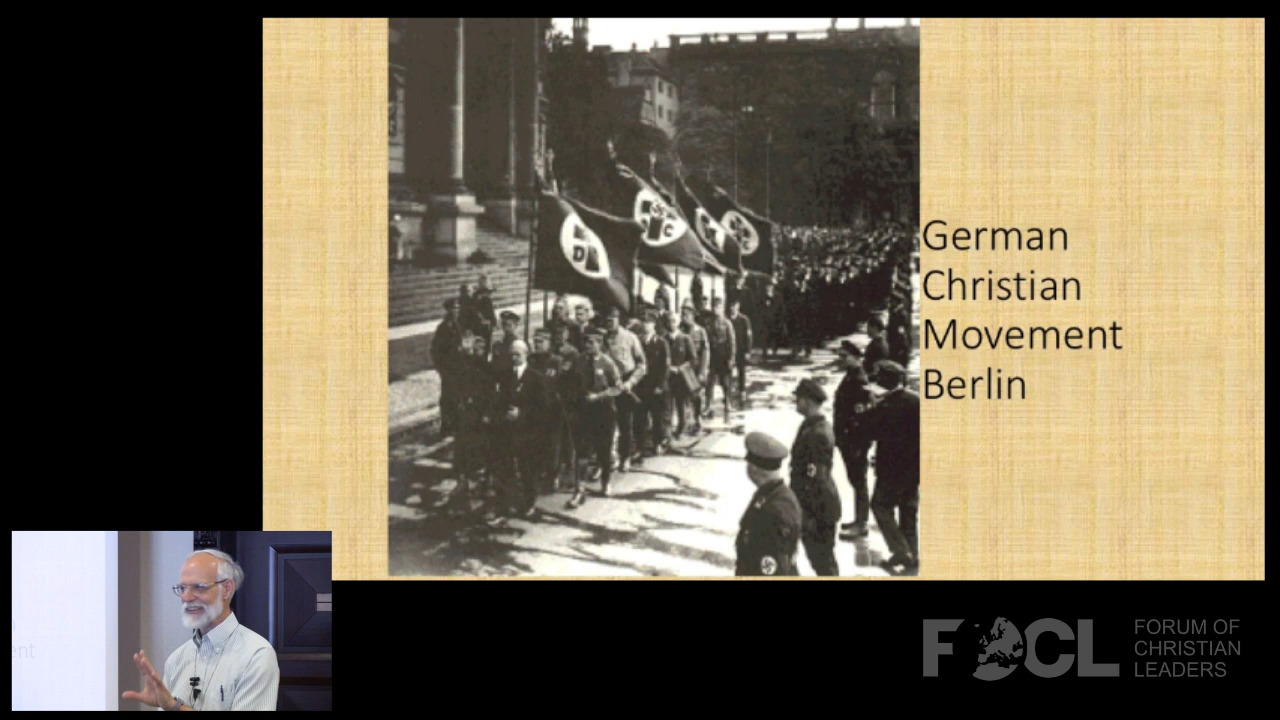 German
Christian
Movement
Berlin
D
C
FOCL
FORUM OF
CHRISTIAN
LEADERS